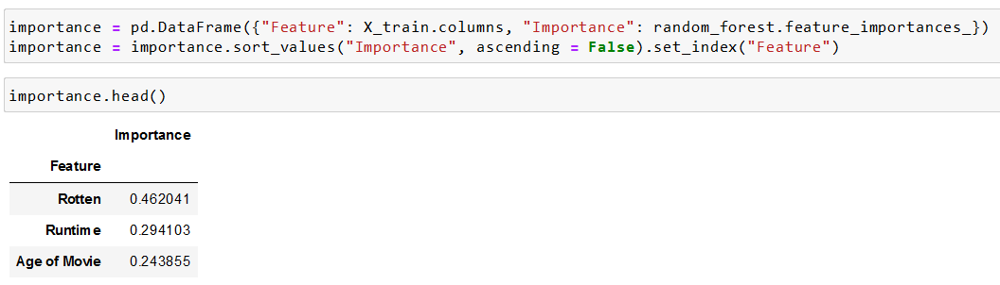 importance = pd.DataFrame({"Feature": X_train.columns, "Importance": random_forest.feature_importances_})
importance = importance.sort_values("Importance", ascending = False).set_index("Feature")
importance.head()
Importance
Feature
Rotten 0.462041
Runtime 0.294103
Age of Movie 0.243855